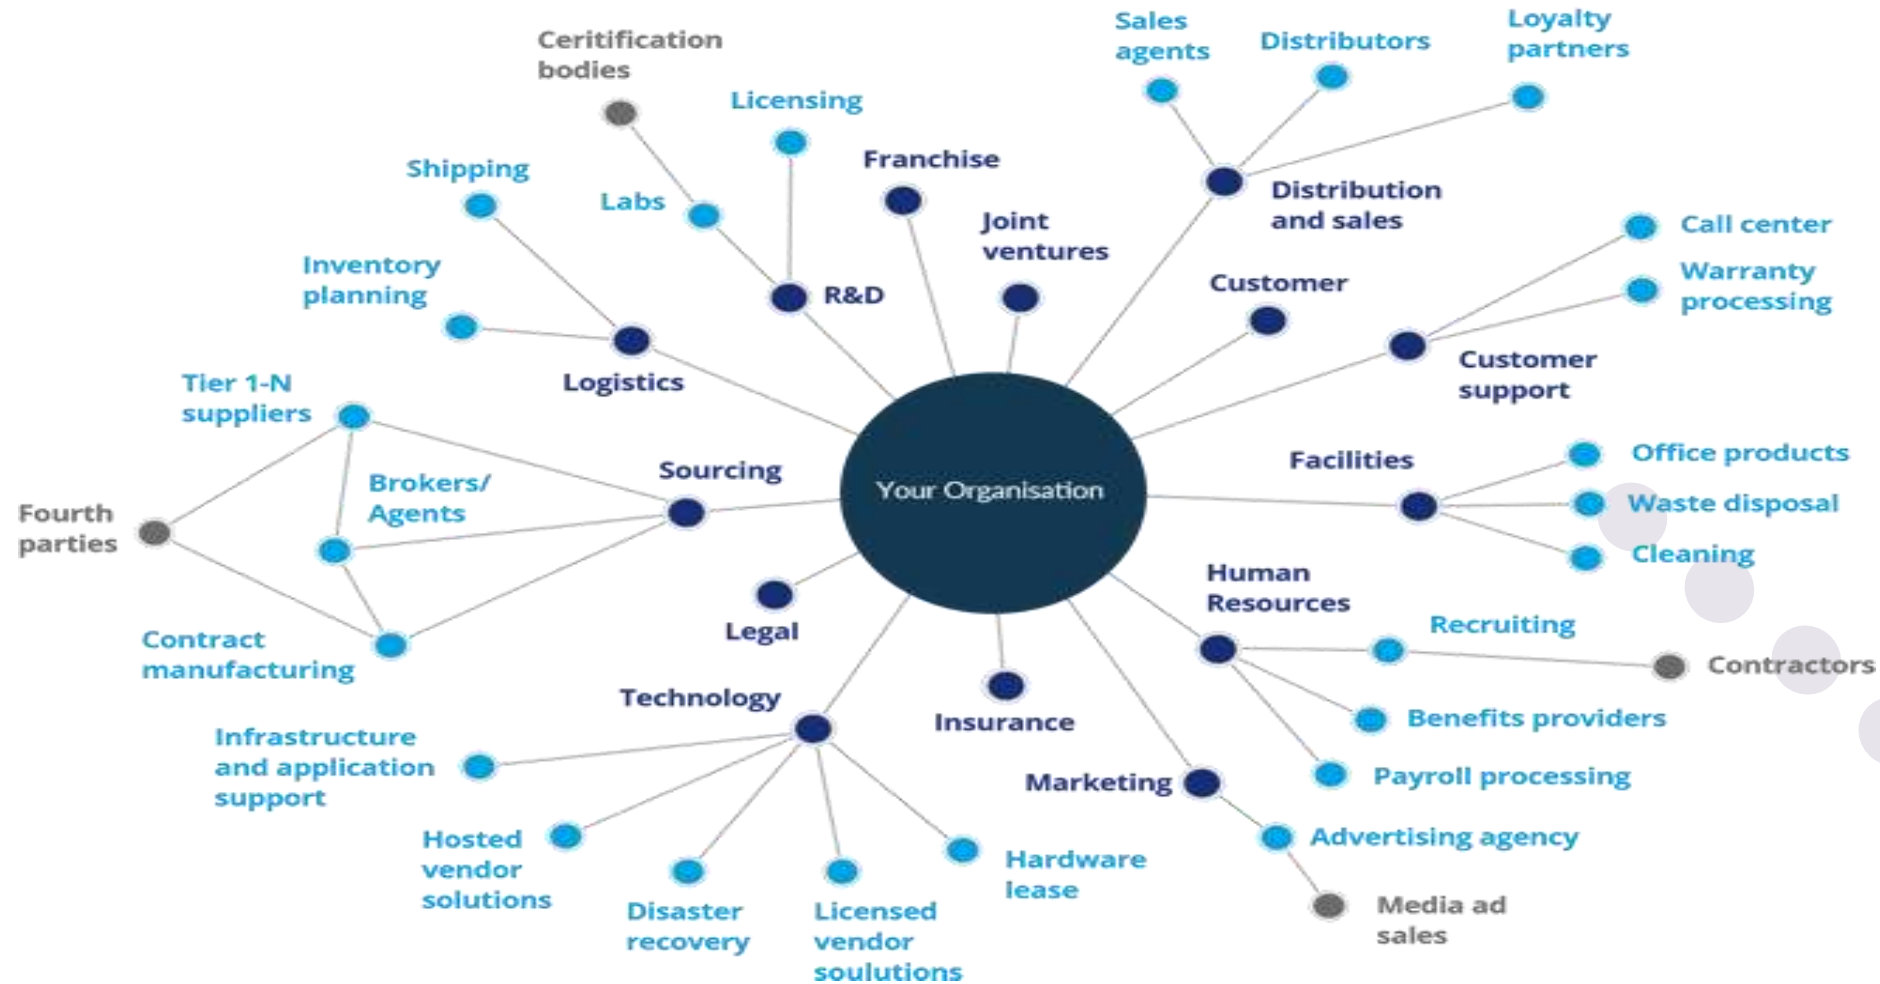 Ceritification
bodies
Licensing
Franchise
Shipping
Labs
Joint
ventures
R&D
Inventory
planning
Logistics
Sales
agents
Distributors
Loyalty
partners
Distribution
and sales
Customer
Call center
Warranty
processing
Customer
support
Tier 1-N
suppliers
Brokers/
Agents
Sourcing
Fourth
parties
Contract
manufacturing
Your Organisation
Facilities
Office products
Waste disposal
Cleaning
Human
Resources
Recruiting
Contractors
Benefits providers
Payroll processing
Legal
Technology
Insurance
Marketing
Advertising agency
Media ad
sales
Infrastructure
and application
support
Hosted
vendor
solutions
Disaster
recovery
Licensed
vendor
soulutions
Hardware
lease